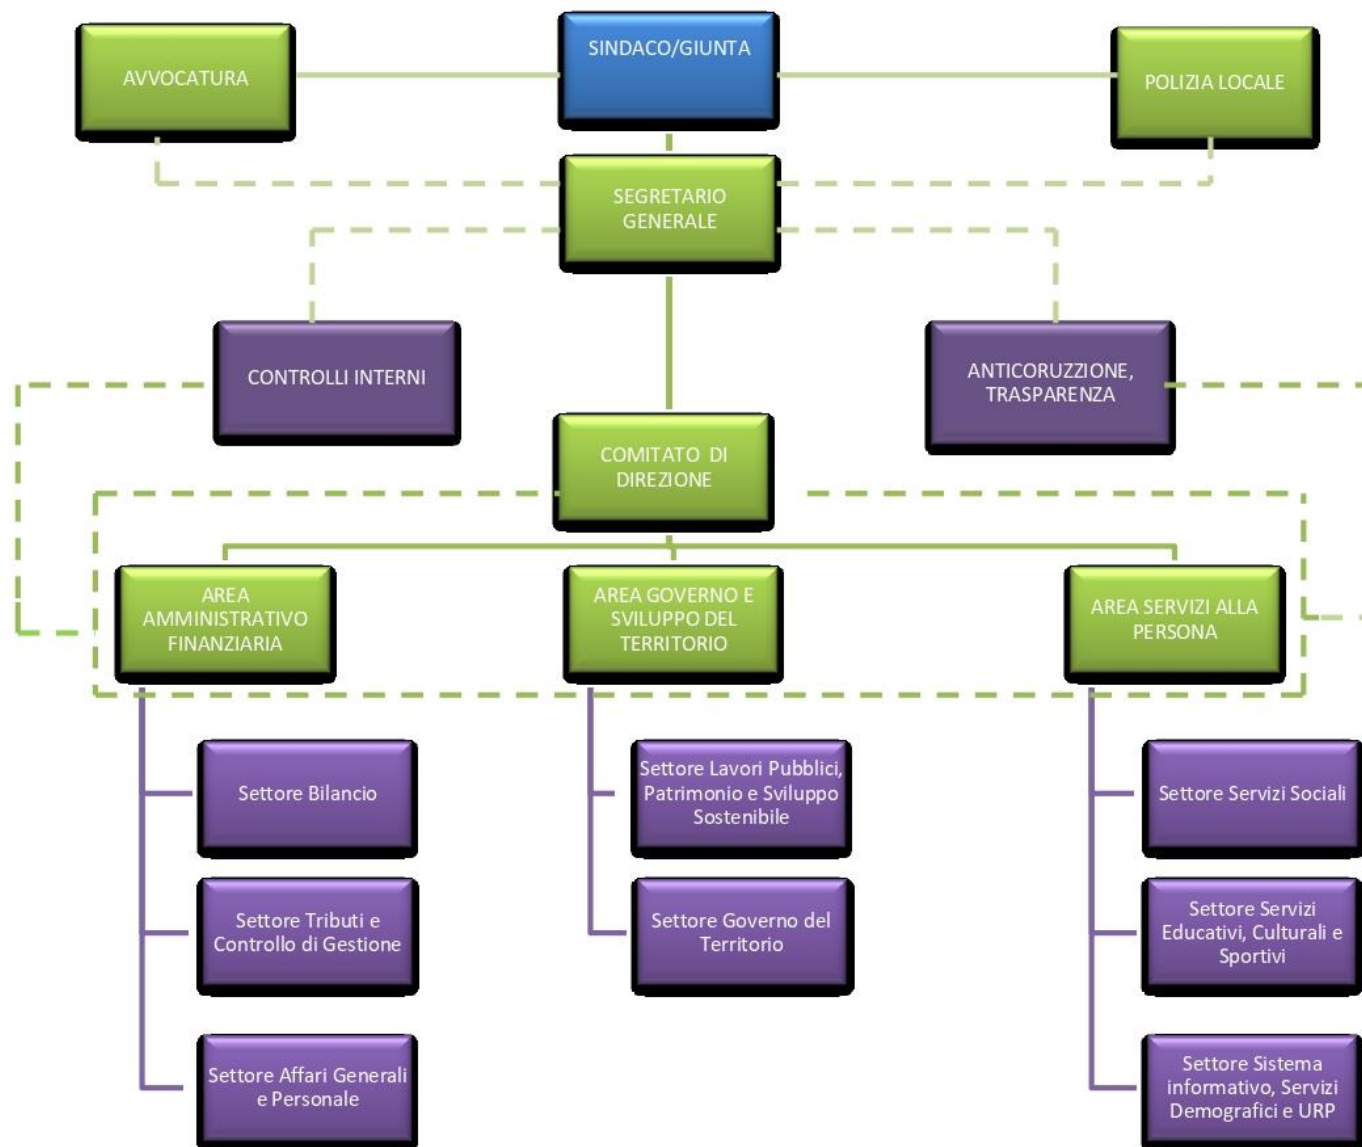 AVVOCATURA
SINDACO/GIUNTA
POLIZIA LOCALE
SEGRETARIO
GENERALE
CONTROLLI INTERNI
ANTICORUZZIONE,
TRASPARENZA
COMITATO DI
DIREZIONE
AREA
AMMINISTRATIVO
FINANZIARIA
AREA GOVERNO E
SVILUPPO DEL
TERRITORIO
AREA SERVIZI ALLA
PERSONA
Settore Bilancio
Settore Lavori Pubblici,
Patrimonio e Sviluppo
Sostenibile
Settore Servizi Sociali
Settore Tributi e
Controllo di Gestione
Settore Governo del
Territorio
Settore Servizi
Educativi, Culturali e
Sportivi
Settore Affari Generali
e Personale
Settore Sistema
informativo, Servizi
Demografici e URP